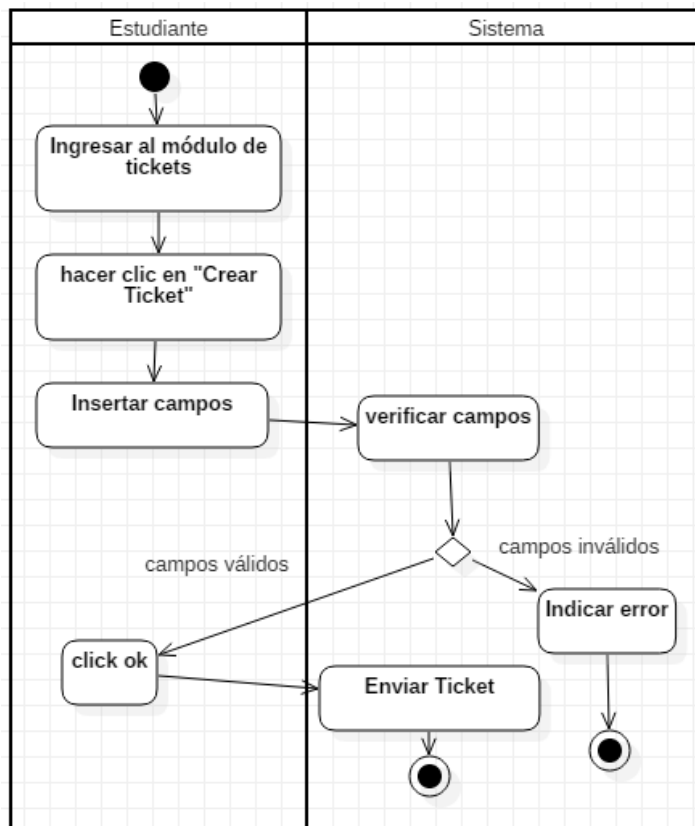 Estudiante
Sistema
Ingresar al módulo de
tickets
hacer clic en "Crear
Ticket"
Insertar campos
verificar campos
campos válidos
campos inválidos
Indicar error
click ok
Enviar Ticket